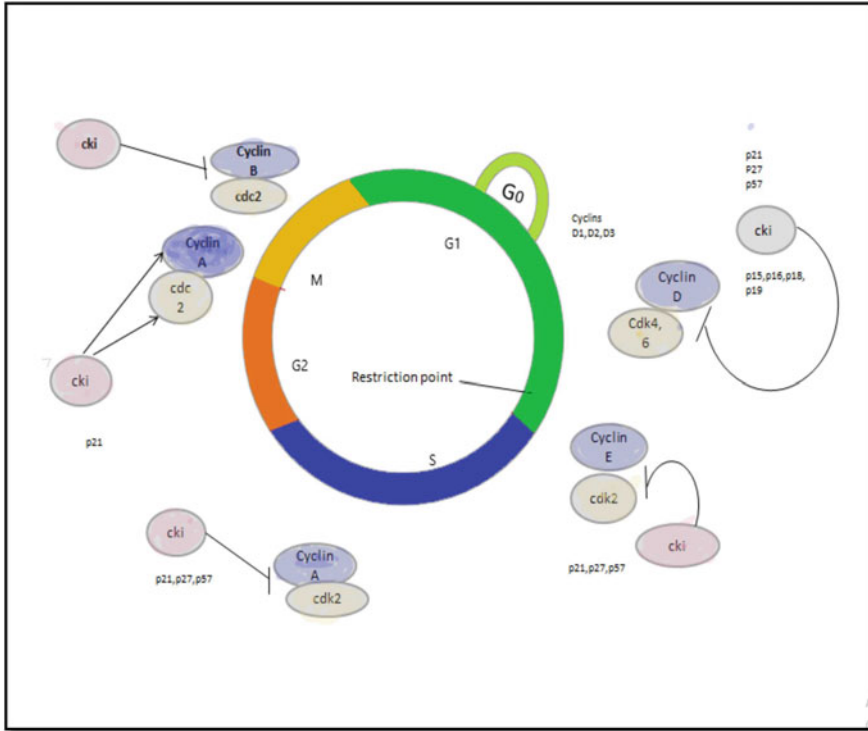 cki
Cyclin
B
cdc2
Cyclin
A
cdc
2
cki
p21
cki
p21,p27,p57
Cyclin
A
cdk2
M
G2
S
G1
G0
Restriction point
Cyclins
D1,D2,D3
p21
P27
p57
cki
p15,p16,p18,
p19
Cyclin
D
Cdk4,
6
Cyclin
E
cdk2
cki
p21,p27,p57